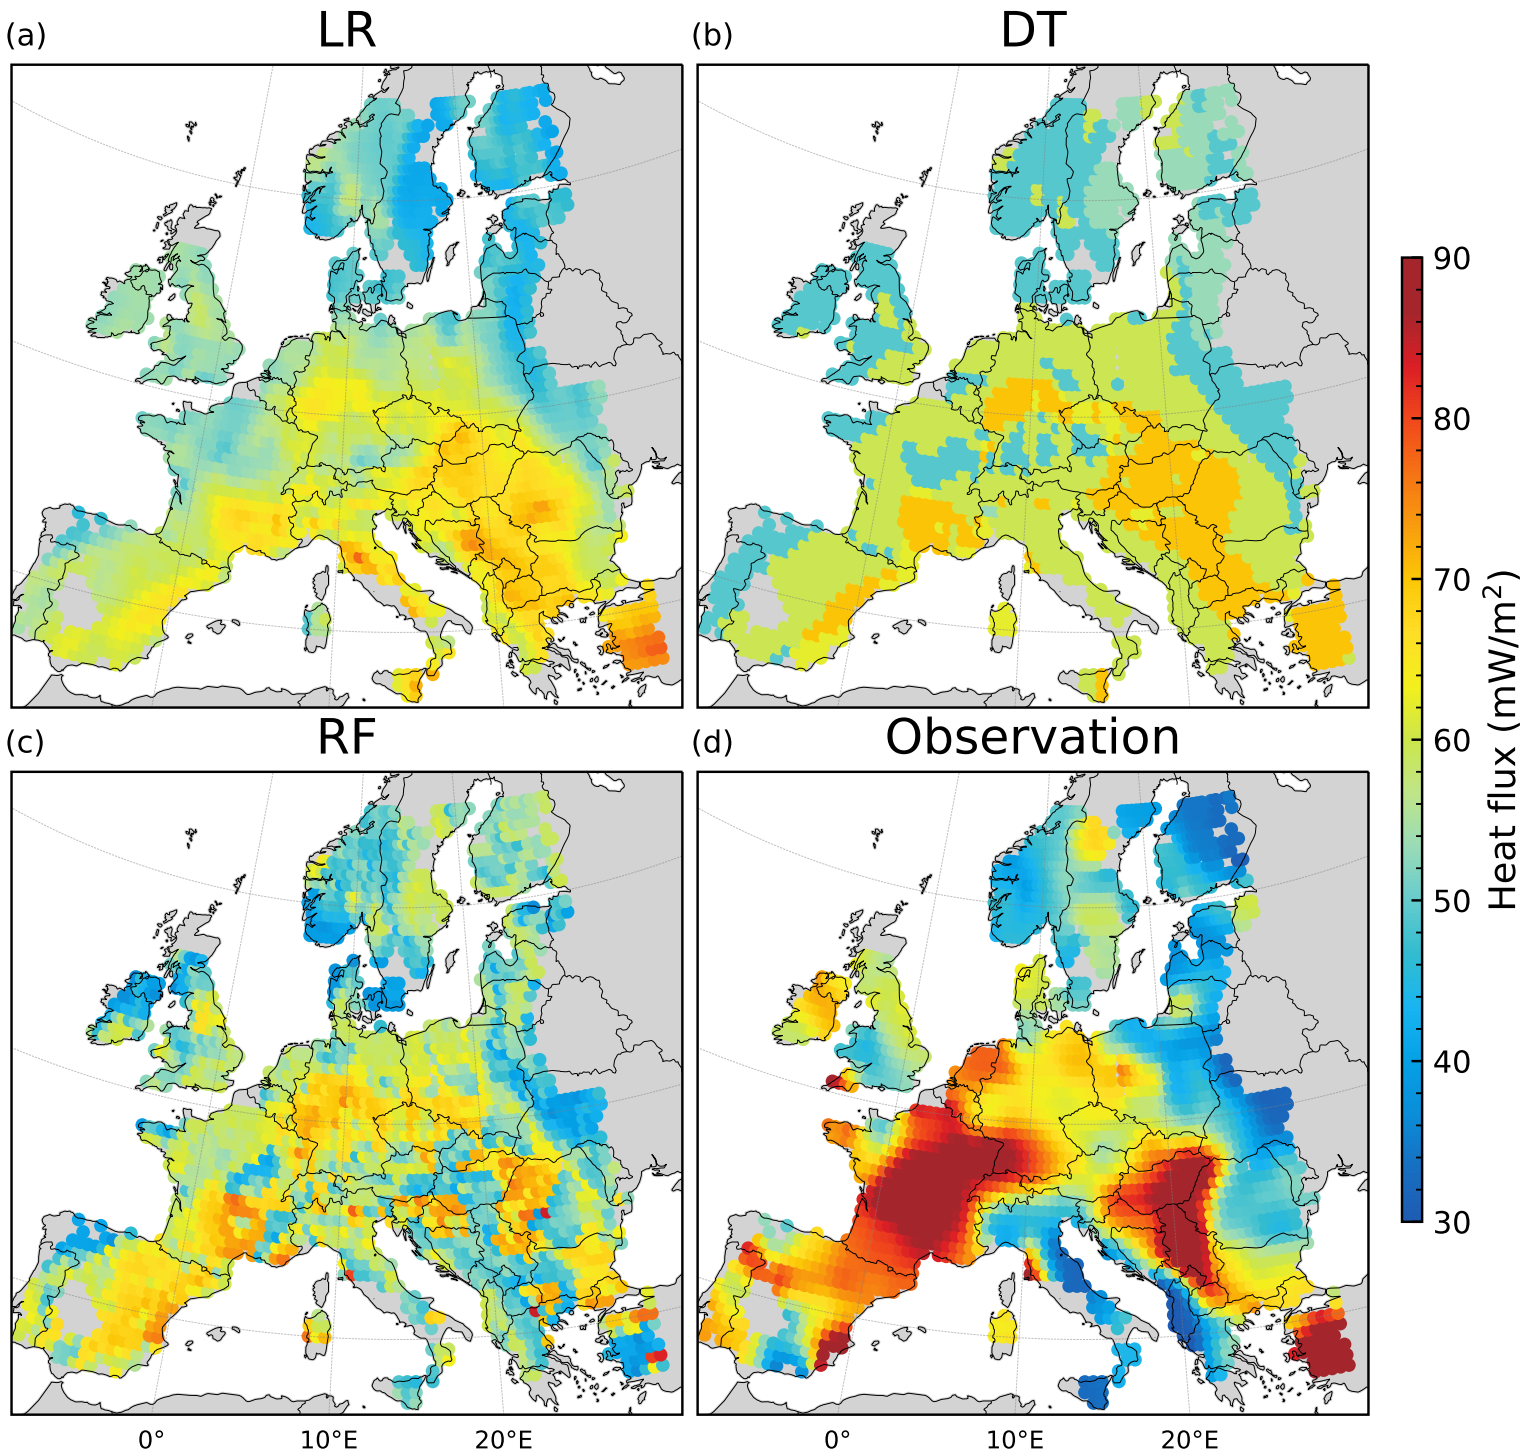 (a) LR
(b) DT
(c) RF
(d) Observation
90
80
70
60
50
40
30
Heat flux (mW/m²)
0° 10°E 20°E
0° 10°E 20°E